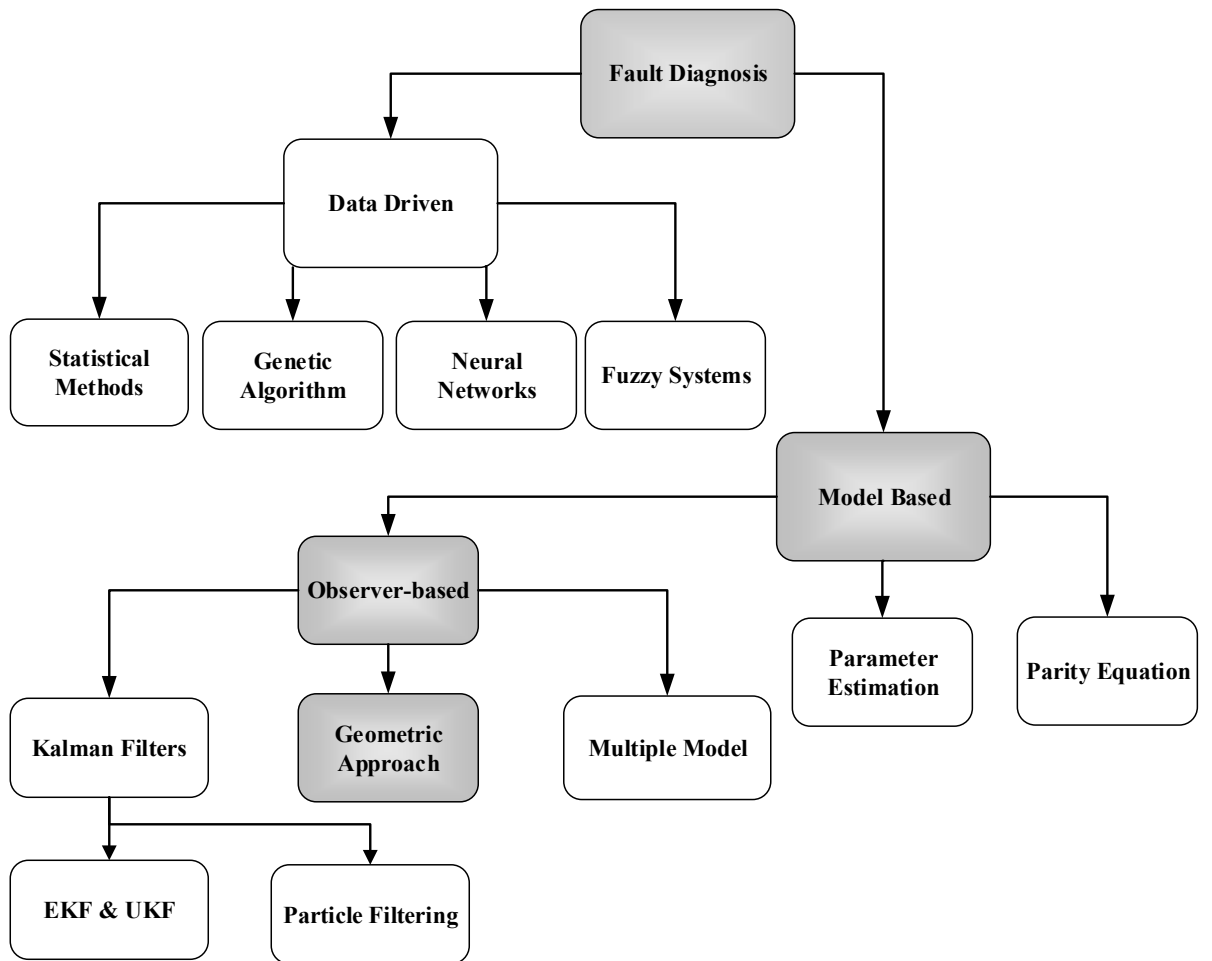 Fault Diagnosis
Data Driven
Statistical
Methods
Genetic
Algorithm
Neural
Networks
Fuzzy Systems
Model Based
Observer-based
Parameter
Estimation
Parity Equation
Kalman Filters
Geometric
Approach
Multiple Model
EKF & UKF
Particle Filtering